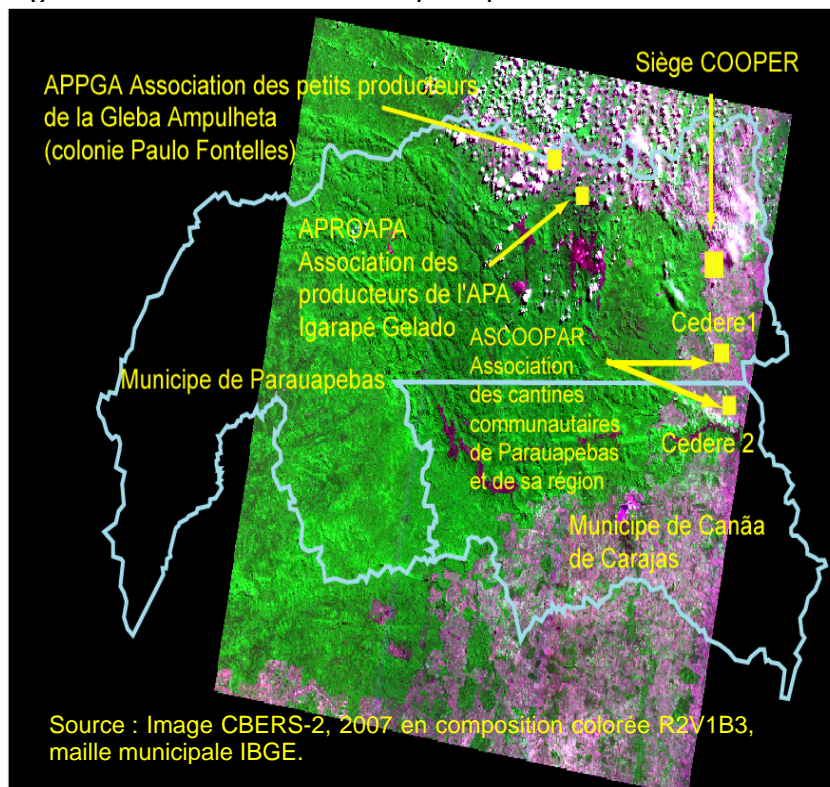 Siège COOPER
APPGA Association des petits producteurs
de la Gleba Ampulheta
(colonie Paulo Fontelles)
APROAPA
Association des
producteurs de l'APA
Igarapé Gelado
Cedere1
ASCOOPAR
Association
des cantines
communautaires
de Parauapebas
et de sa région
Municipe de Parauapebas
Cedere 2
Municipe de Canãa
de Carajas
Source : Image CBERS-2, 2007 en composition colorée R2V1B3,
maille municipale IBGE.